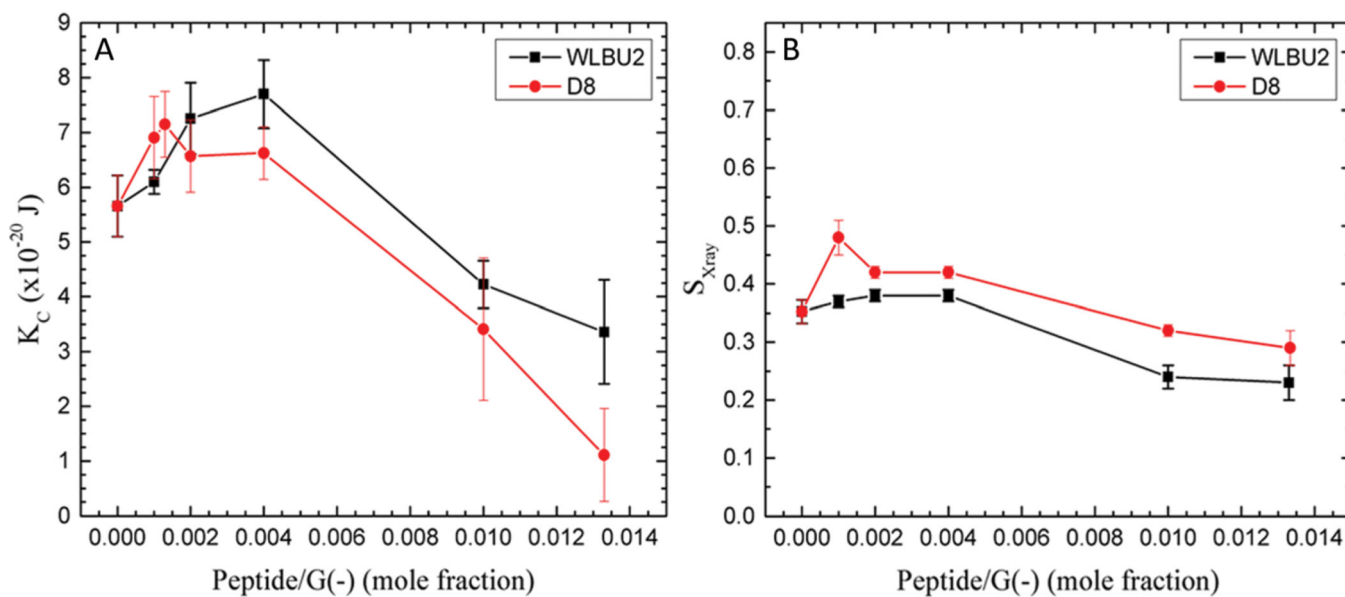 A
WLBU2
D8
K_C (x10^-20 J)
9
8
7
6
5
4
3
2
1
0
0.000 0.002 0.004 0.006 0.008 0.010 0.012 0.014
Peptide/G(-) (mole fraction)
B
WLBU2
D8
S_Xray
0.8
0.7
0.6
0.5
0.4
0.3
0.2
0.1
0.0
0.000 0.002 0.004 0.006 0.008 0.010 0.012 0.014
Peptide/G(-) (mole fraction)